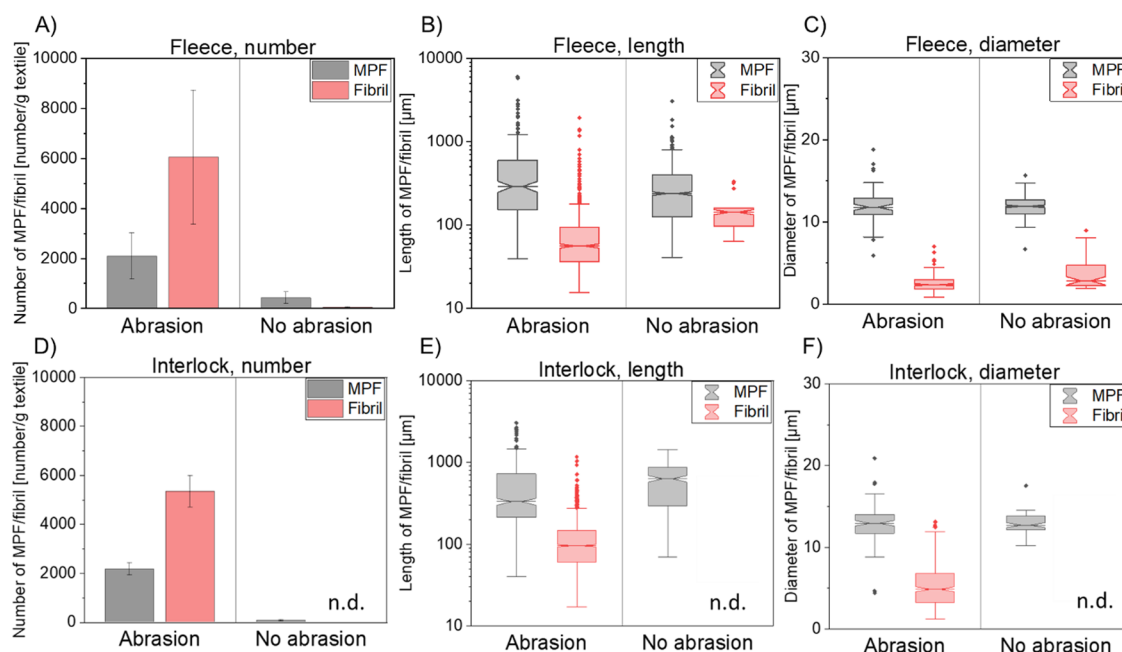 A)
Fleece, number
Number of MPF/fibril [number/g textile]
10000
8000
6000
4000
2000
0
MPF
Fibril
Abrasion
No abrasion
B)
Fleece, length
Length of MPF/fibril [µm]
10000
1000
100
10
MPF
Fibril
Abrasion
No abrasion
C)
Fleece, diameter
Diameter of MPF/fibril [µm]
30
20
10
0
MPF
Fibril
Abrasion
No abrasion
D)
Interlock, number
Number of MPF/fibril [number/g textile]
10000
8000
6000
4000
2000
0
MPF
Fibril
n.d.
Abrasion
No abrasion
E)
Interlock, length
Length of MPF/fibril [µm]
10000
1000
100
10
MPF
Fibril
n.d.
Abrasion
No abrasion
F)
Interlock, diameter
Diameter of MPF/fibril [µm]
30
20
10
0
MPF
Fibril
n.d.
Abrasion
No abrasion